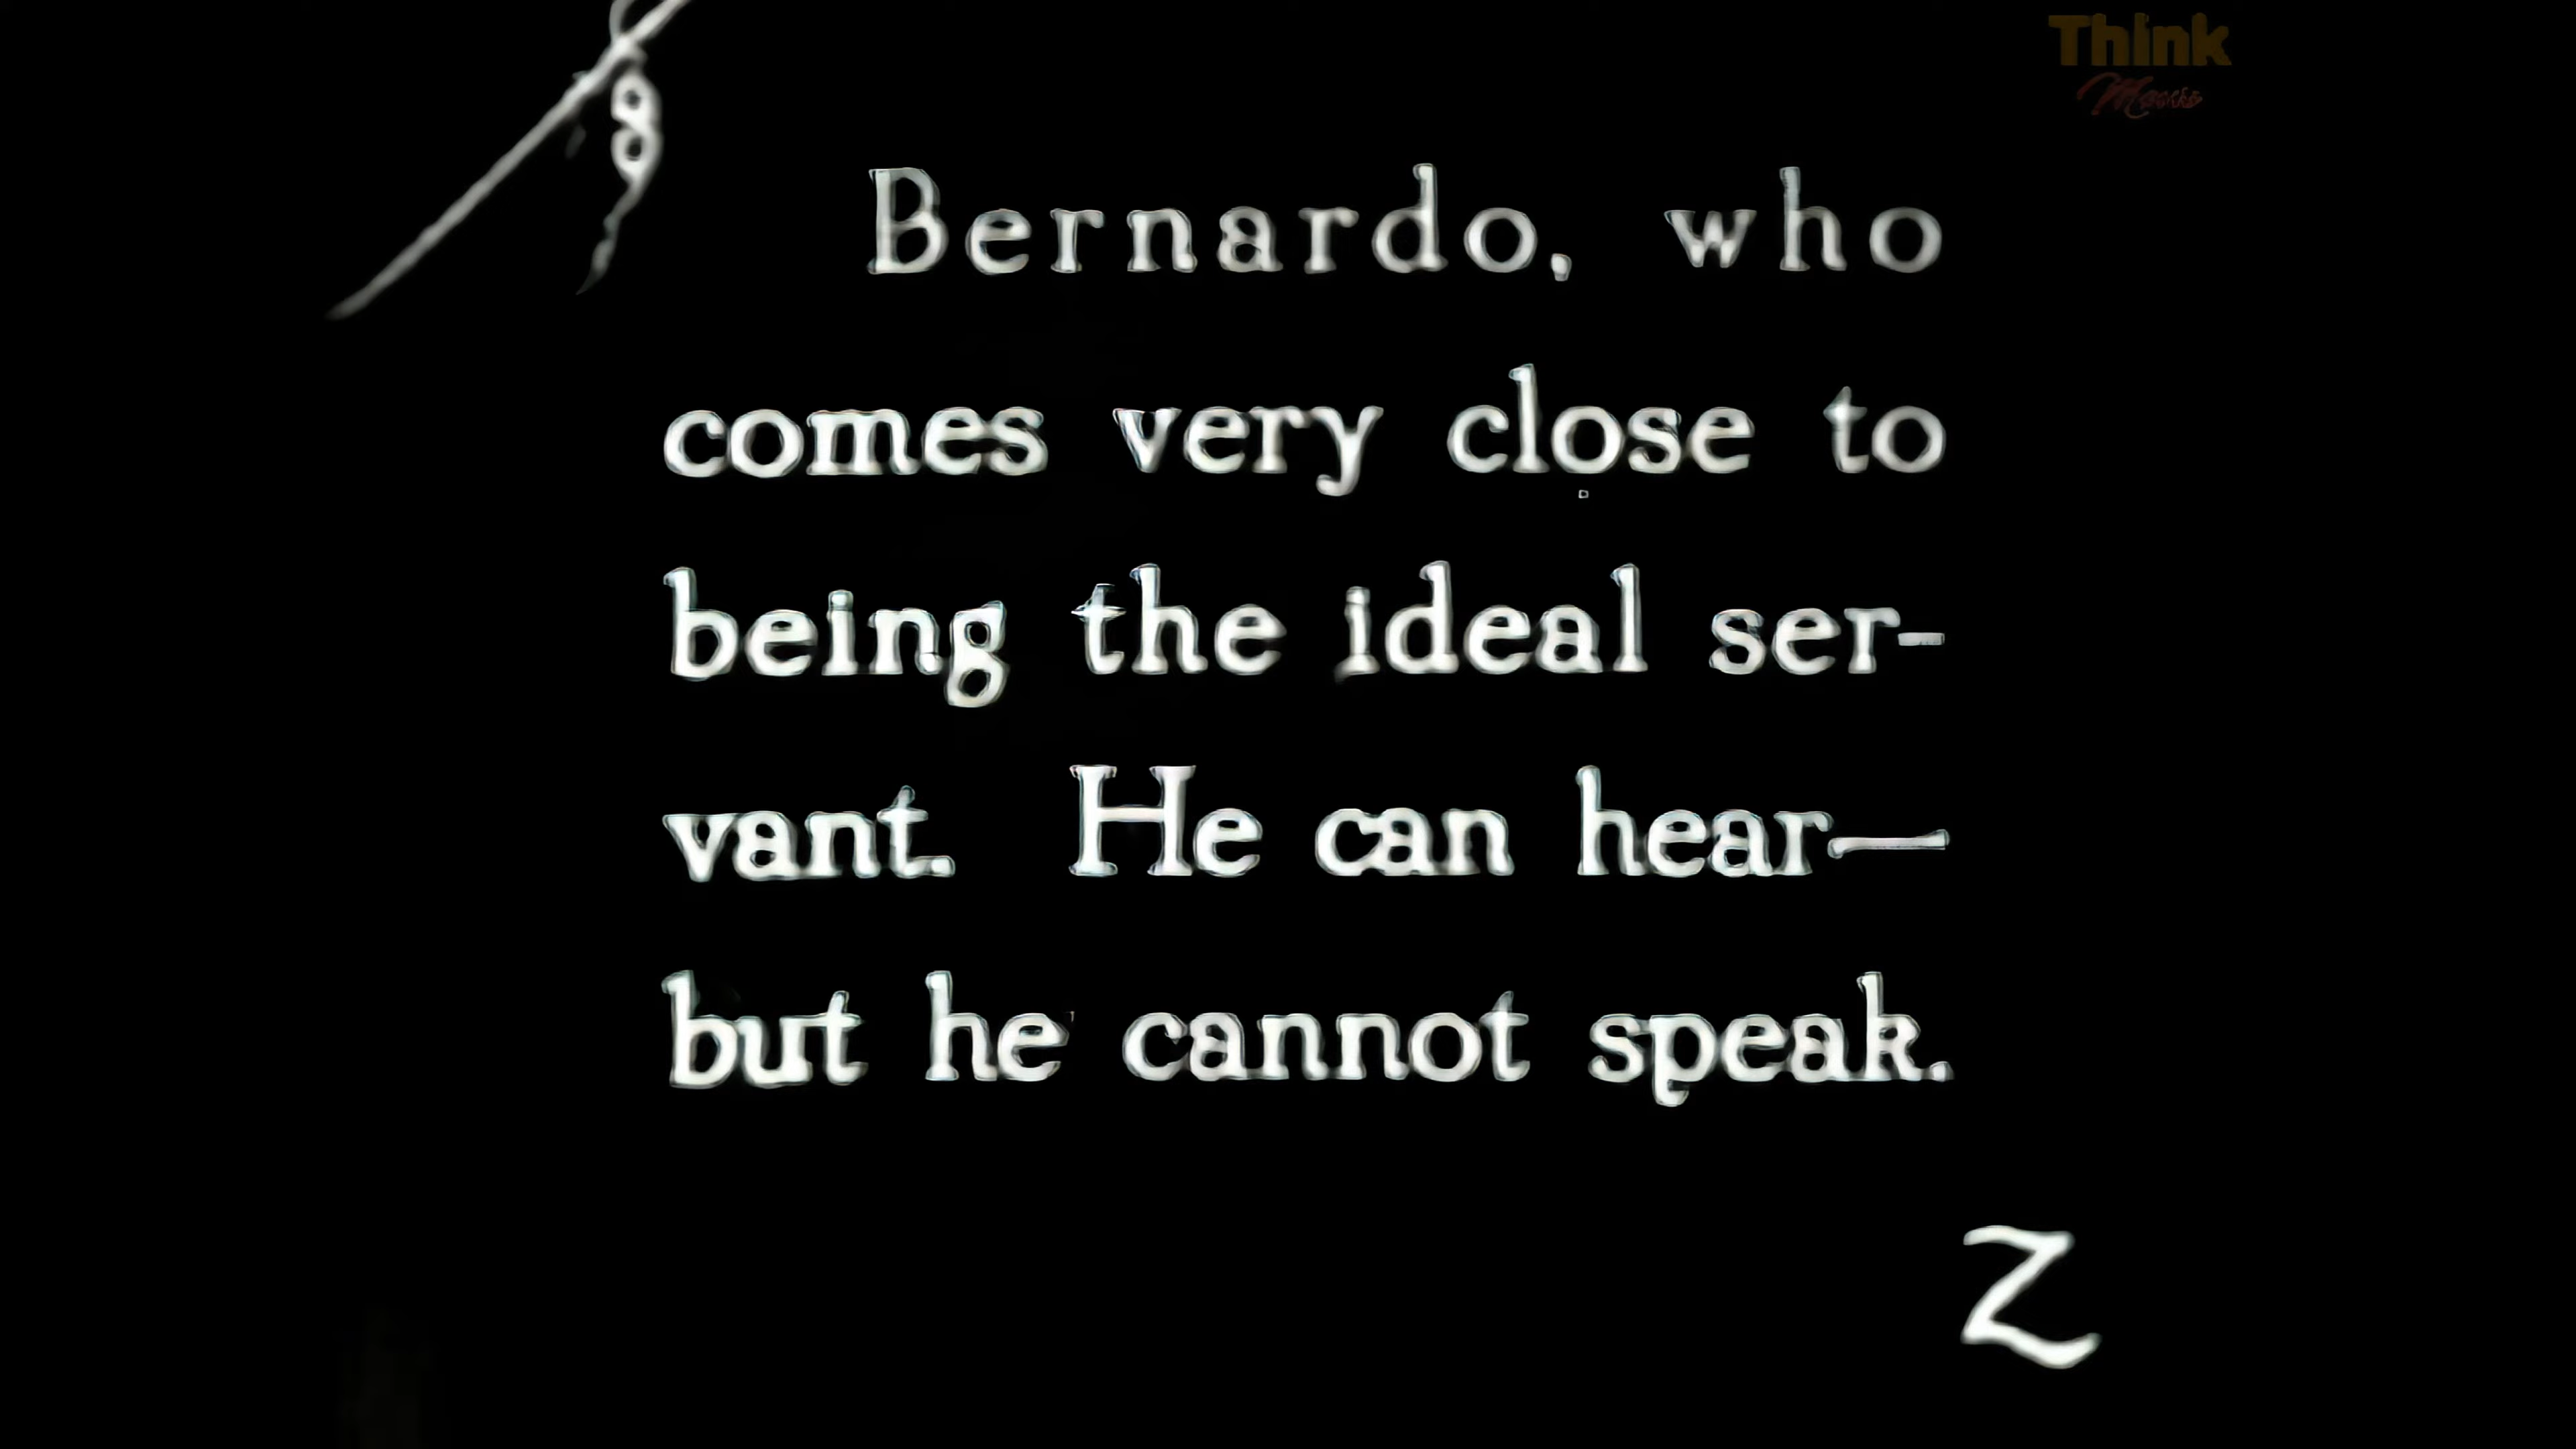 Think
Movie
Bernardo, who
comes very close to
being the ideal ser-
vant. He can hear—
but he cannot speak.
Z